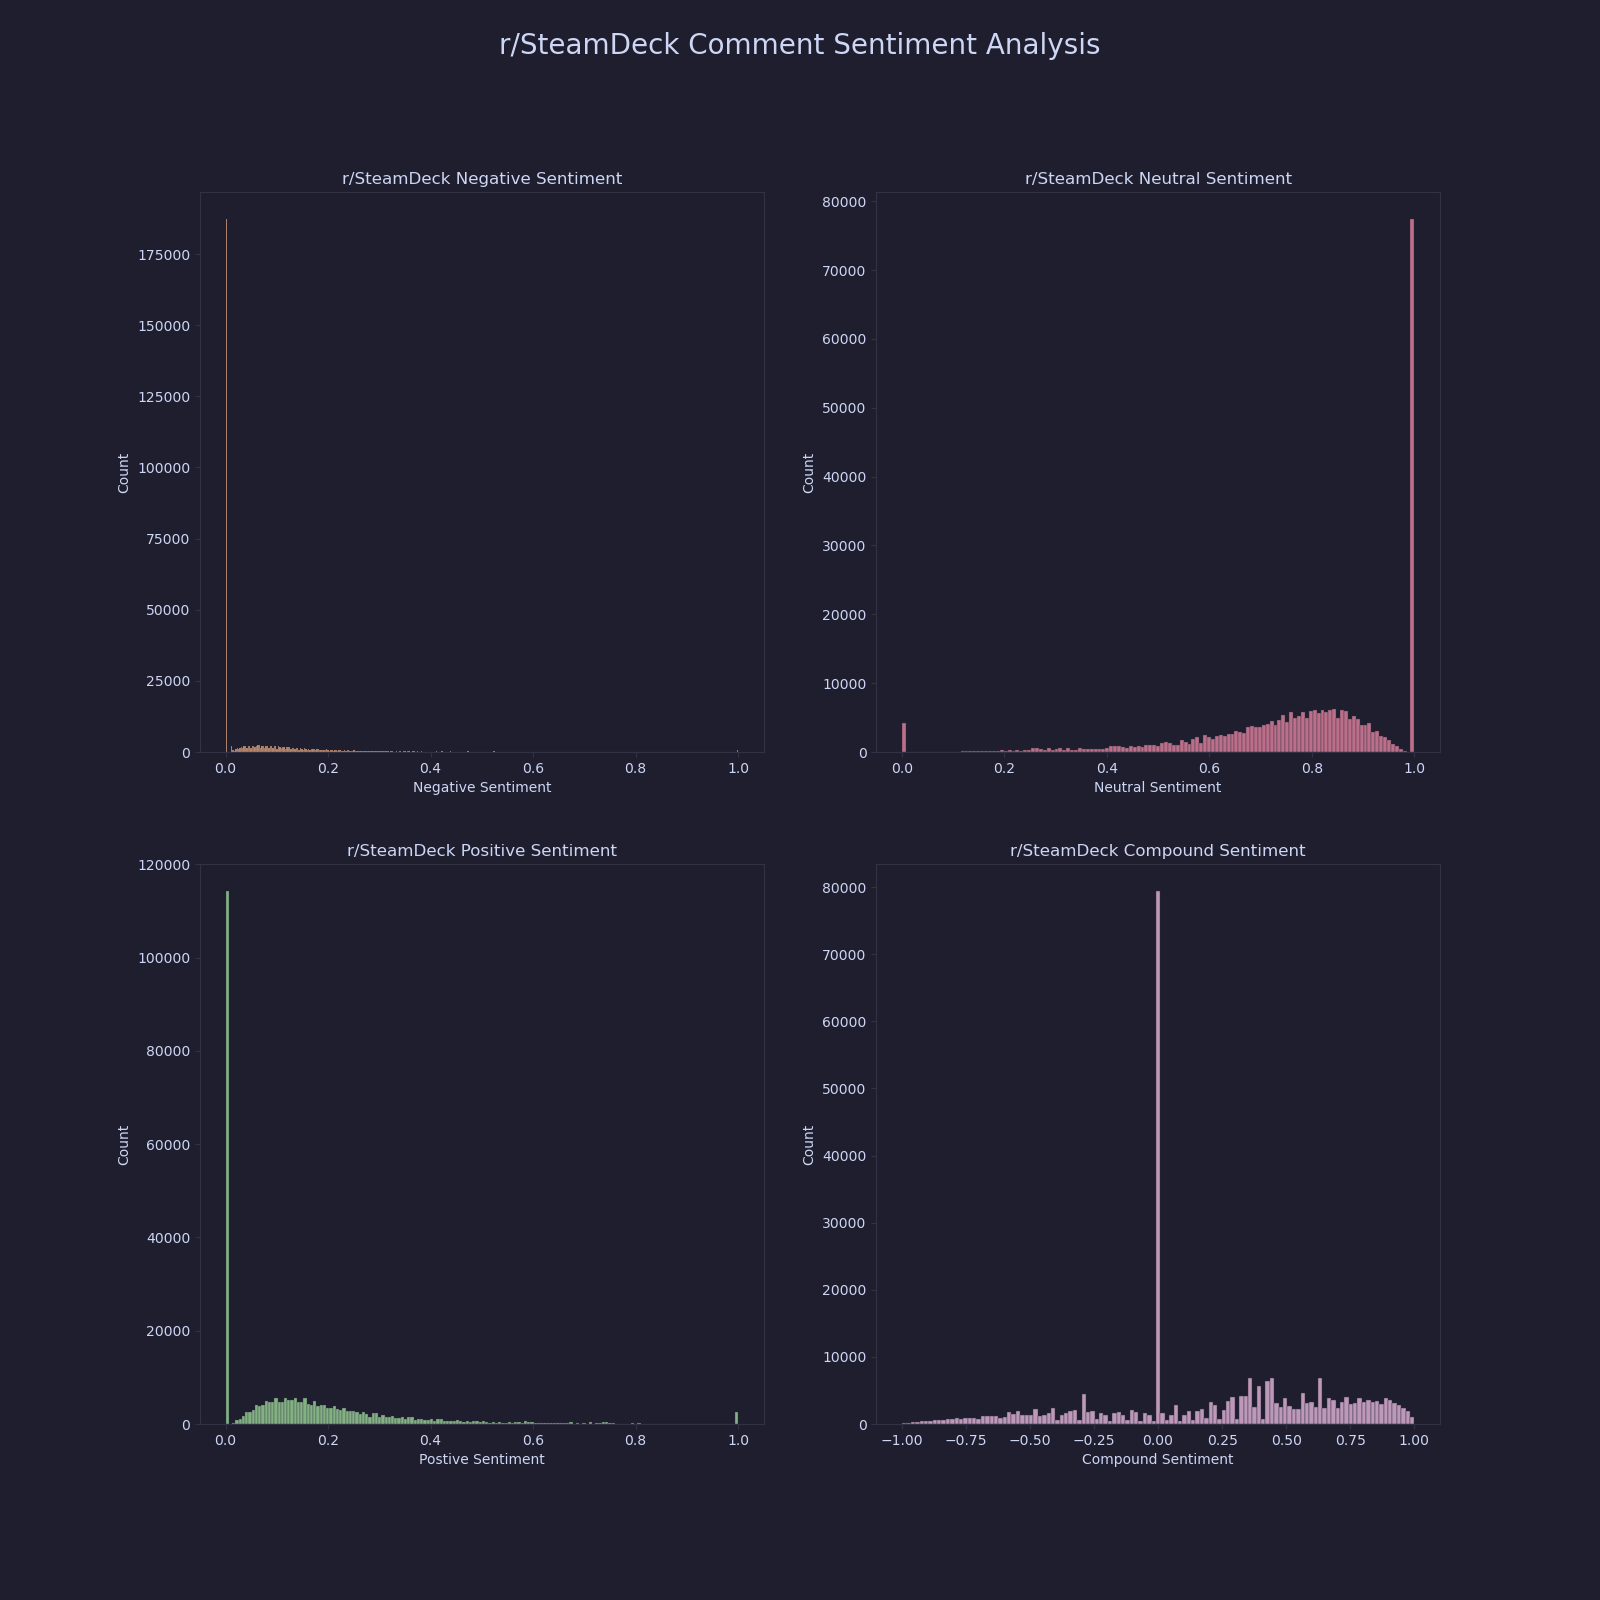 r/SteamDeck Comment Sentiment Analysis
r/SteamDeck Negative Sentiment
175000
150000
125000
100000
75000
50000
25000
0
Count
0.0 0.2 0.4 0.6 0.8 1.0
Negative Sentiment
r/SteamDeck Neutral Sentiment
80000
70000
60000
50000
40000
30000
20000
10000
0
Count
0.0 0.2 0.4 0.6 0.8 1.0
Neutral Sentiment
r/SteamDeck Positive Sentiment
120000
100000
80000
60000
40000
20000
0
Count
0.0 0.2 0.4 0.6 0.8 1.0
Postive Sentiment
r/SteamDeck Compound Sentiment
80000
70000
60000
50000
40000
30000
20000
10000
0
Count
−1.00 −0.75 −0.50 −0.25 0.00 0.25 0.50 0.75 1.00
Compound Sentiment